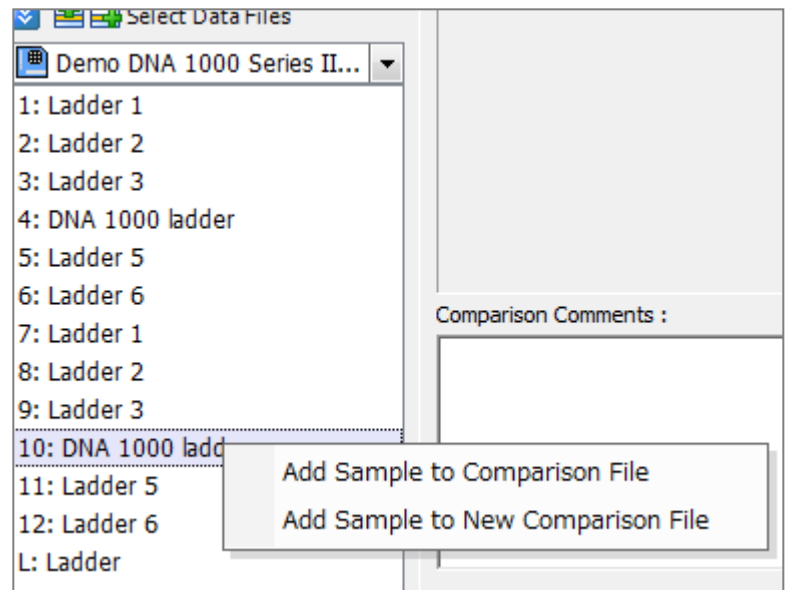 Select Data Files
Demo DNA 1000 Series II...
1: Ladder 1
2: Ladder 2
3: Ladder 3
4: DNA 1000 ladder
5: Ladder 5
6: Ladder 6
7: Ladder 1
8: Ladder 2
9: Ladder 3
10: DNA 1000 ladd
11: Ladder 5
12: Ladder 6
L: Ladder
Comparison Comments :
Add Sample to Comparison File
Add Sample to New Comparison File